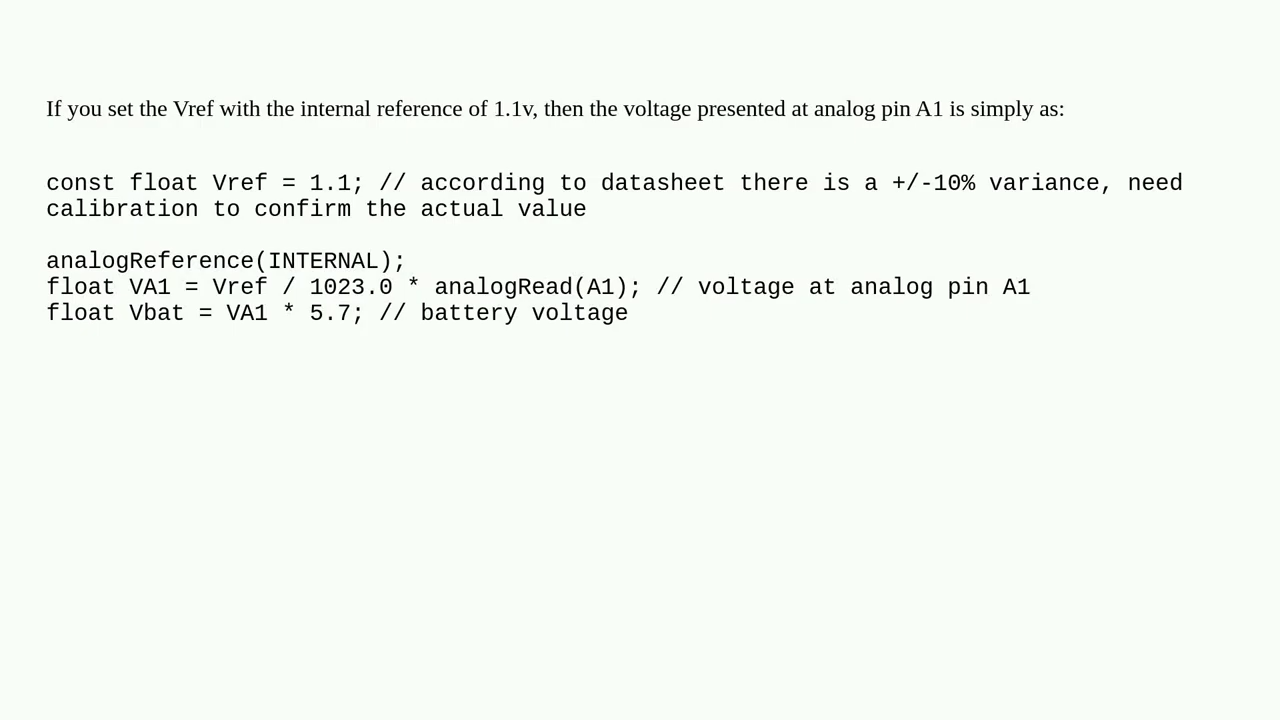 If you set the Vref with the internal reference of 1.1v, then the voltage presented at analog pin A1 is simply as:
const float Vref = 1.1; // according to datasheet there is a +/-10% variance, need
calibration to confirm the actual value
analogReference(INTERNAL);
float VA1 = Vref / 1023.0 * analogRead(A1); // voltage at analog pin A1
float Vbat = VA1 * 5.7; // battery voltage